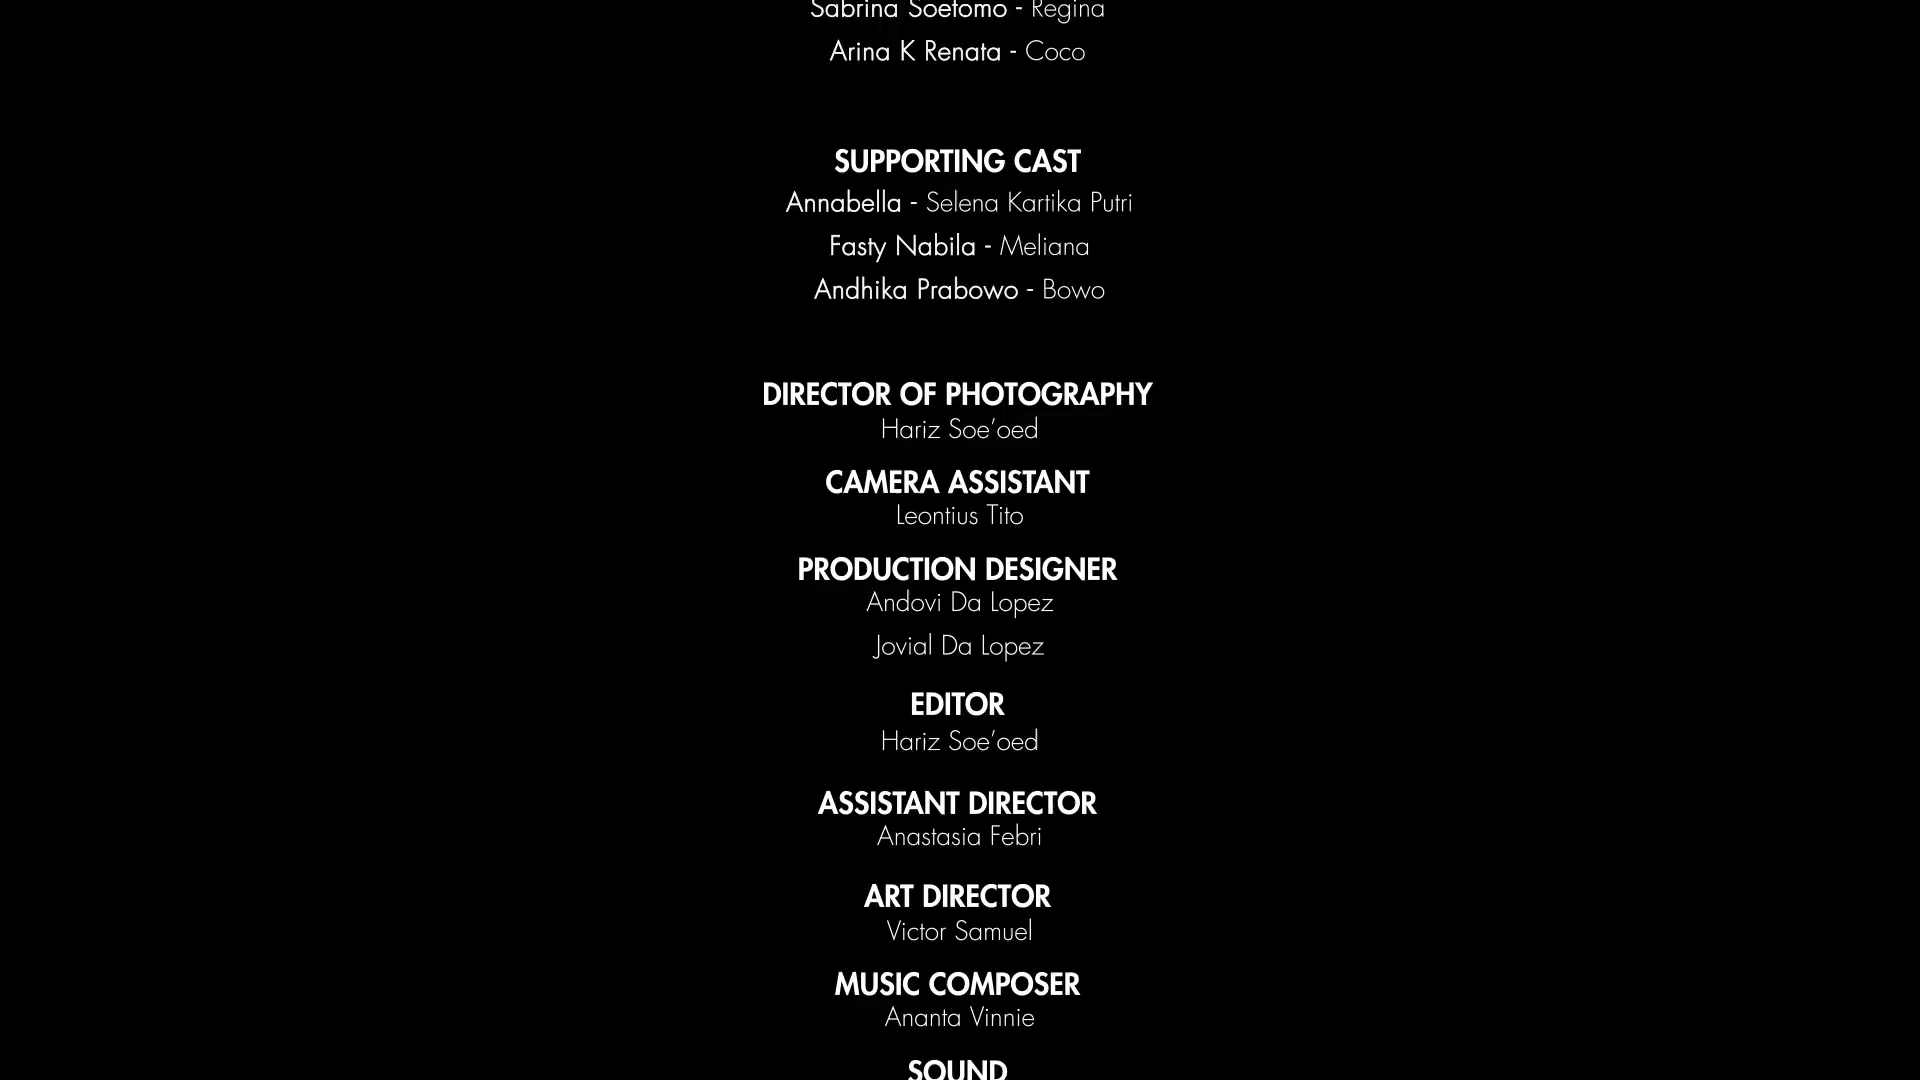 Sabrina Soetomo - Regina
Arina K Renata - Coco
SUPPORTING CAST
Annabella - Selena Kartika Putri
Fasty Nabila - Meliana
Andhika Prabowo - Bowo
DIRECTOR OF PHOTOGRAPHY
Hariz Soe’oed
CAMERA ASSISTANT
Leontius Tito
PRODUCTION DESIGNER
Andovi Da Lopez
Jovial Da Lopez
EDITOR
Hariz Soe’oed
ASSISTANT DIRECTOR
Anastasia Febri
ART DIRECTOR
Victor Samuel
MUSIC COMPOSER
Ananta Vinnie
SOUND